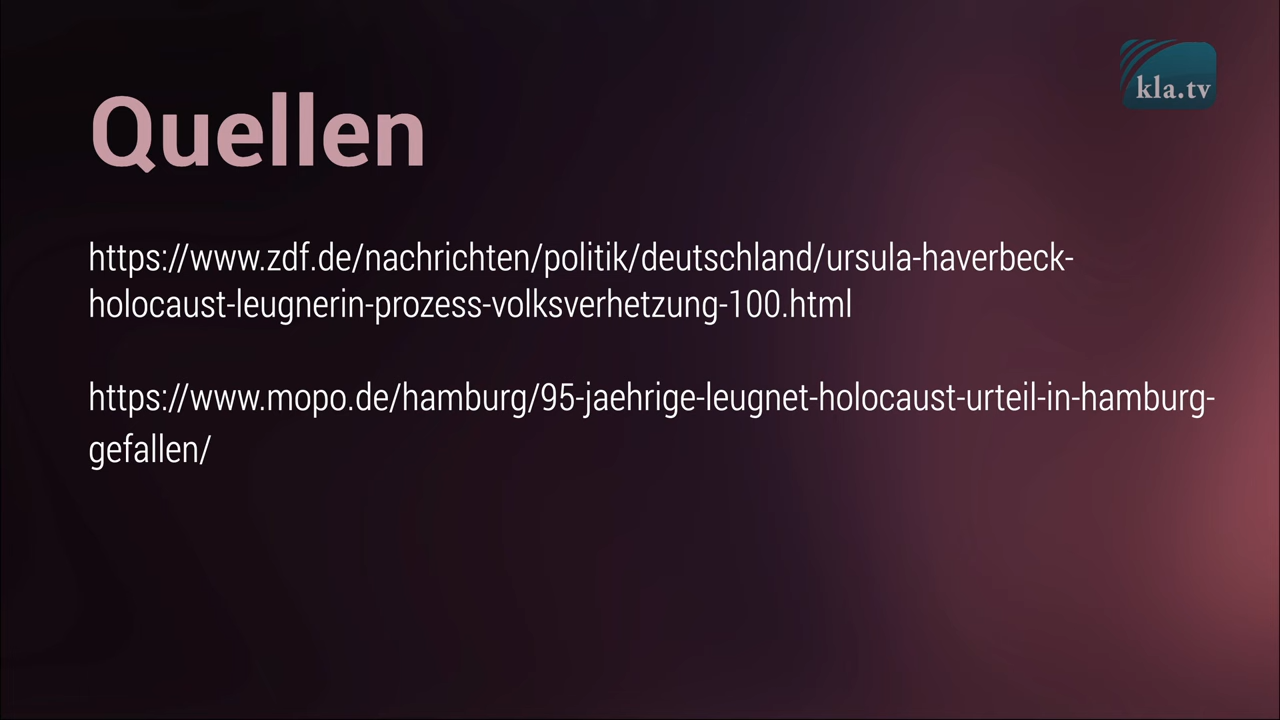 kla.tv
Quellen
https://www.zdf.de/nachrichten/politik/deutschland/ursula-haverbeck-
holocaust-leugnerin-prozess-volksverhetzung-100.html
https://www.mopo.de/hamburg/95-jaehrige-leugnet-holocaust-urteil-in-hamburg-
gefallen/